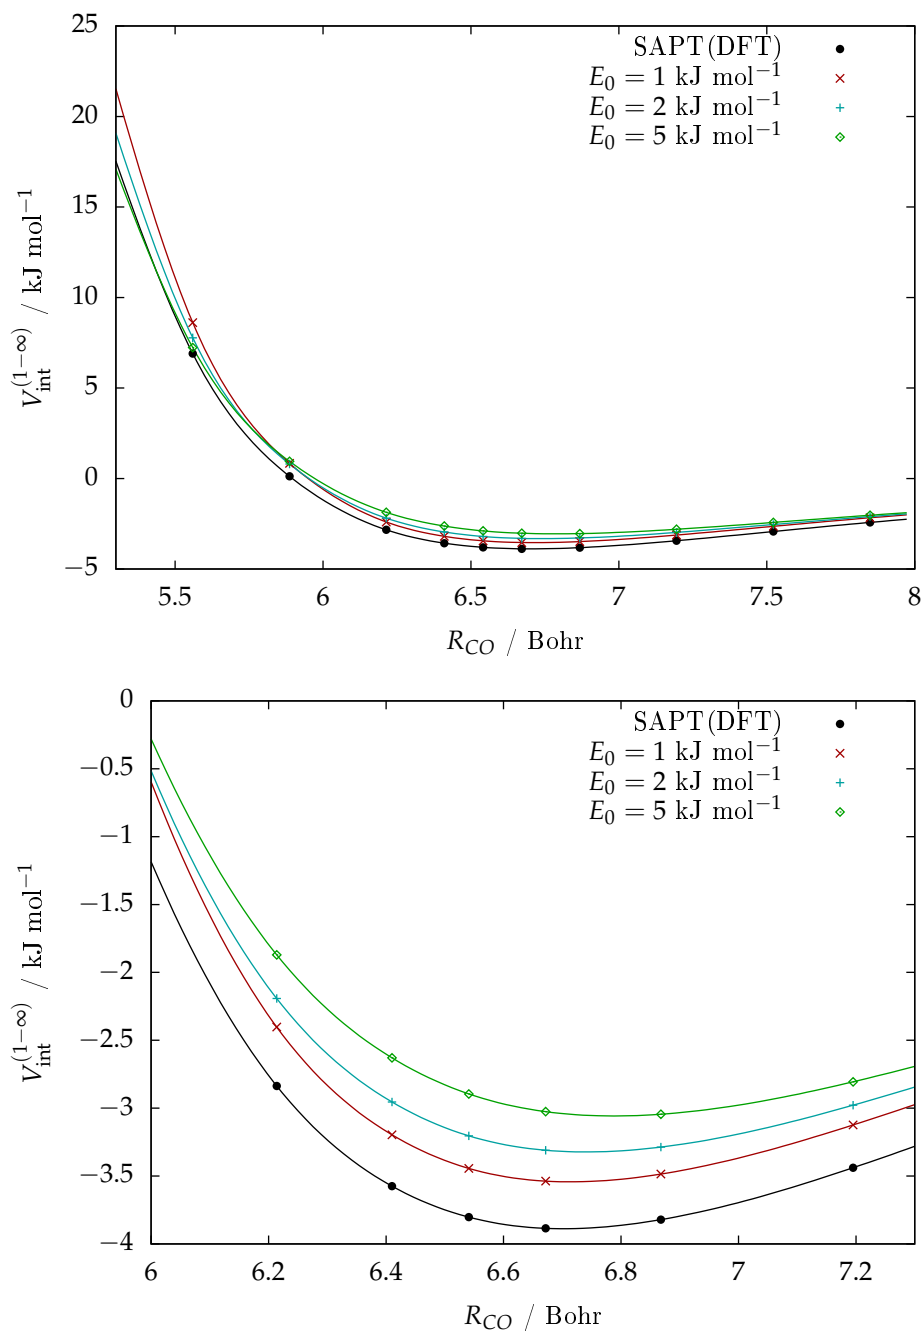 25
20
15
10
5
0
−5
5.5 6 6.5 7 7.5 8
V_int^(1−∞) / kJ mol⁻¹
R_CO / Bohr
SAPT(DFT)
E₀ = 1 kJ mol⁻¹
E₀ = 2 kJ mol⁻¹
E₀ = 5 kJ mol⁻¹
0
−0.5
−1
−1.5
−2
−2.5
−3
−3.5
−4
6 6.2 6.4 6.6 6.8 7 7.2
V_int^(1−∞) / kJ mol⁻¹
R_CO / Bohr
SAPT(DFT)
E₀ = 1 kJ mol⁻¹
E₀ = 2 kJ mol⁻¹
E₀ = 5 kJ mol⁻¹